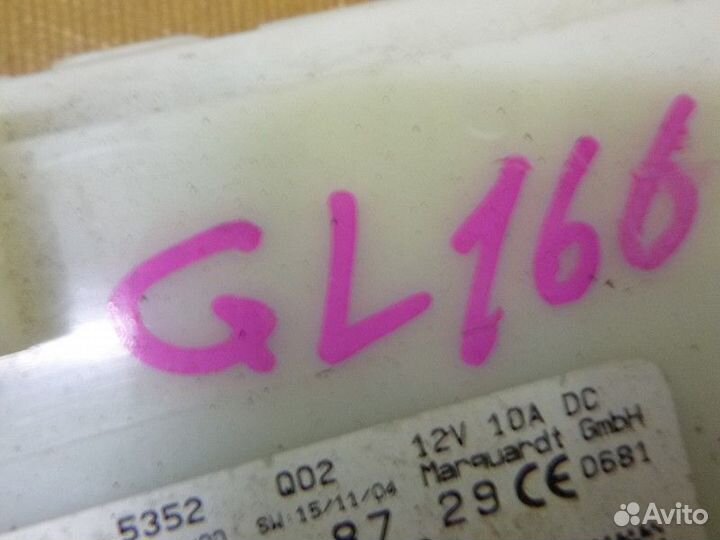 GL166
5352 Q02 12V 10A DC
SW:15/11/04 Marquardt GmbH
87 29 CE 0681
Avito